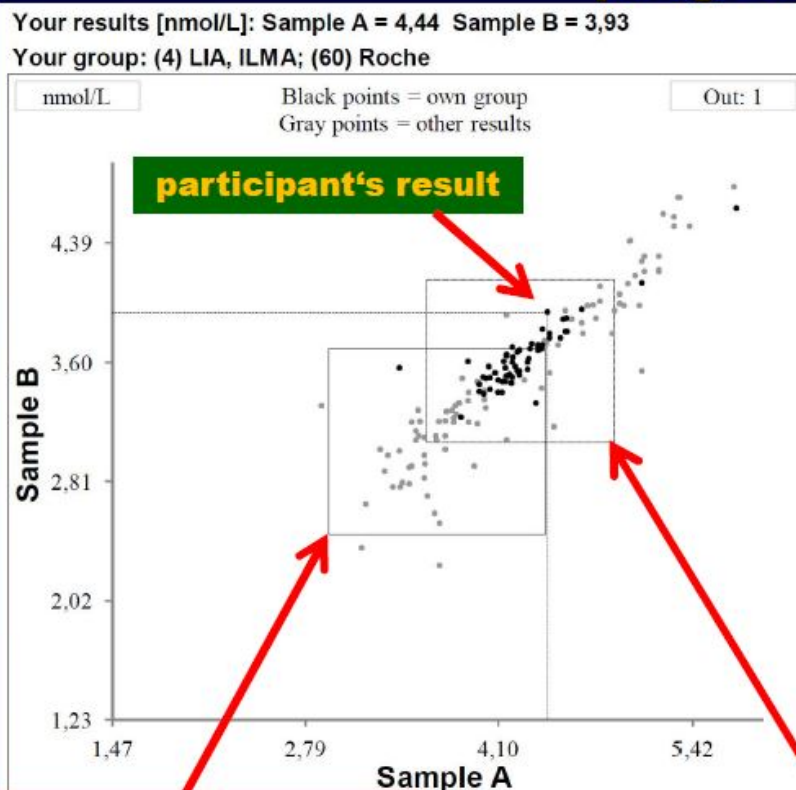 Your results [nmol/L]: Sample A = 4,44 Sample B = 3,93
Your group: (4) LIA, ILMA; (60) Roche
nmol/L
Black points = own group
Gray points = other results
Out: 1
participant‘s result
4,39
3,60
2,81
2,02
1,23
Sample B
1,47 2,79 4,10 5,42
Sample A